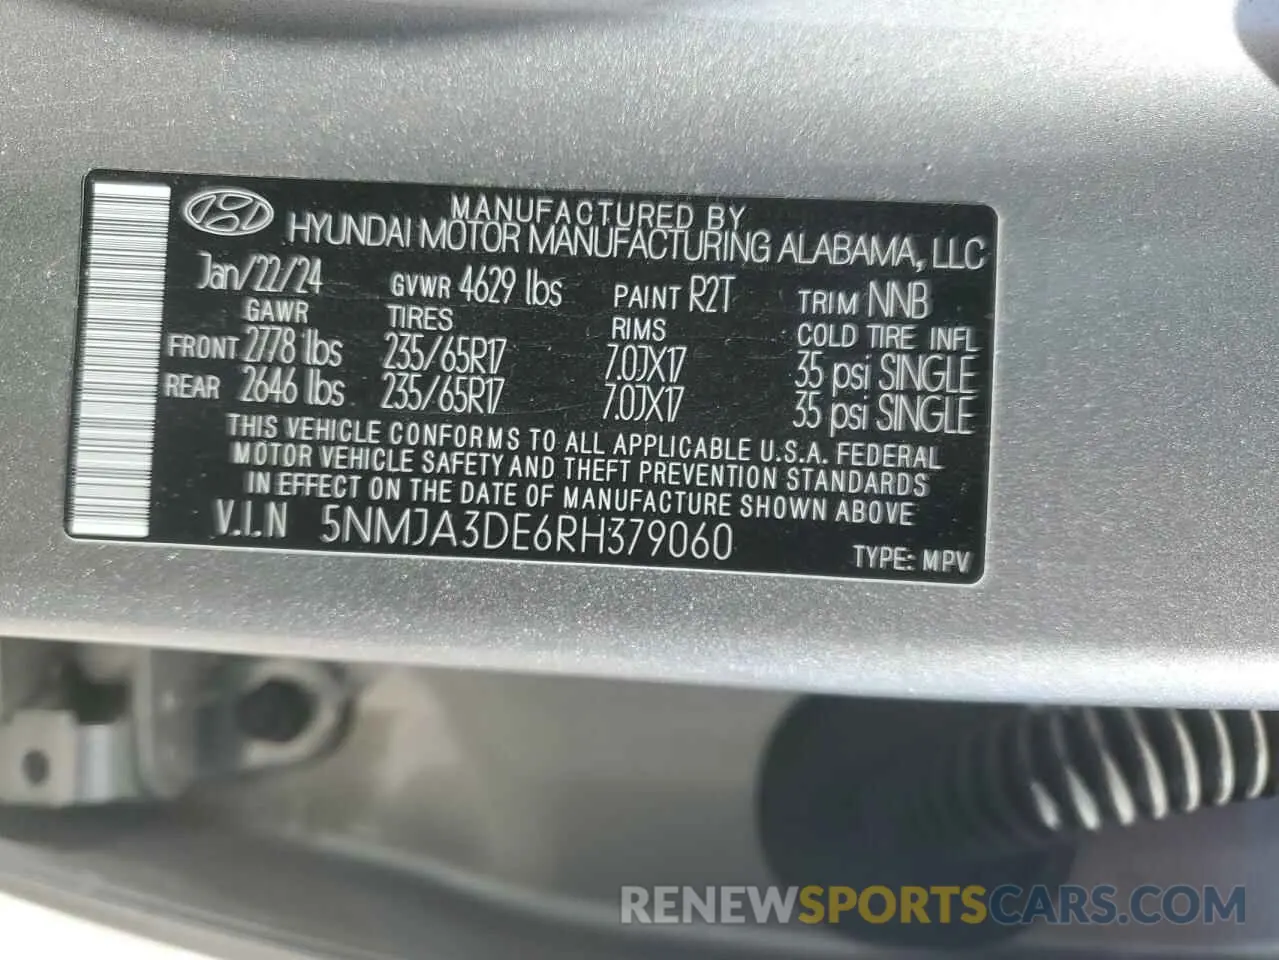 MANUFACTURED BY
HYUNDAI MOTOR MANUFACTURING ALABAMA, LLC
Jan/22/24 GVWR 4629 lbs PAINT R2T TRIM NNB
GAWR TIRES RIMS COLD TIRE INFL
FRONT 2778 lbs 235/65R17 7.0JX17 35 psi SINGLE
REAR 2646 lbs 235/65R17 7.0JX17 35 psi SINGLE
THIS VEHICLE CONFORMS TO ALL APPLICABLE U.S.A. FEDERAL
MOTOR VEHICLE SAFETY AND THEFT PREVENTION STANDARDS
IN EFFECT ON THE DATE OF MANUFACTURE SHOWN ABOVE
V.I.N 5NMJA3DE6RH379060
TYPE: MPV
RENEWSPORTSCARS.COM